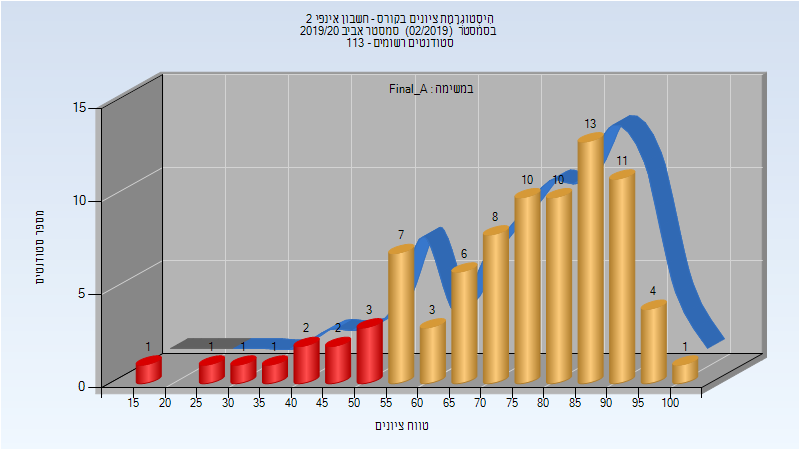 היסטוגרמת ציונים בקורס - חשבון אינפי 2
בסמסטר (02/2019) סמסטר אביב 2019/20
סטודנטים רשומים - 113
במשימה : Final_A
מספר סטודנטים
15
10
5
0
1 1 1 1 2 2 3 7 3 6 8 10 10 13 11 4 1
15 20 25 30 35 40 45 50 55 60 65 70 75 80 85 90 95 100
טווח ציונים